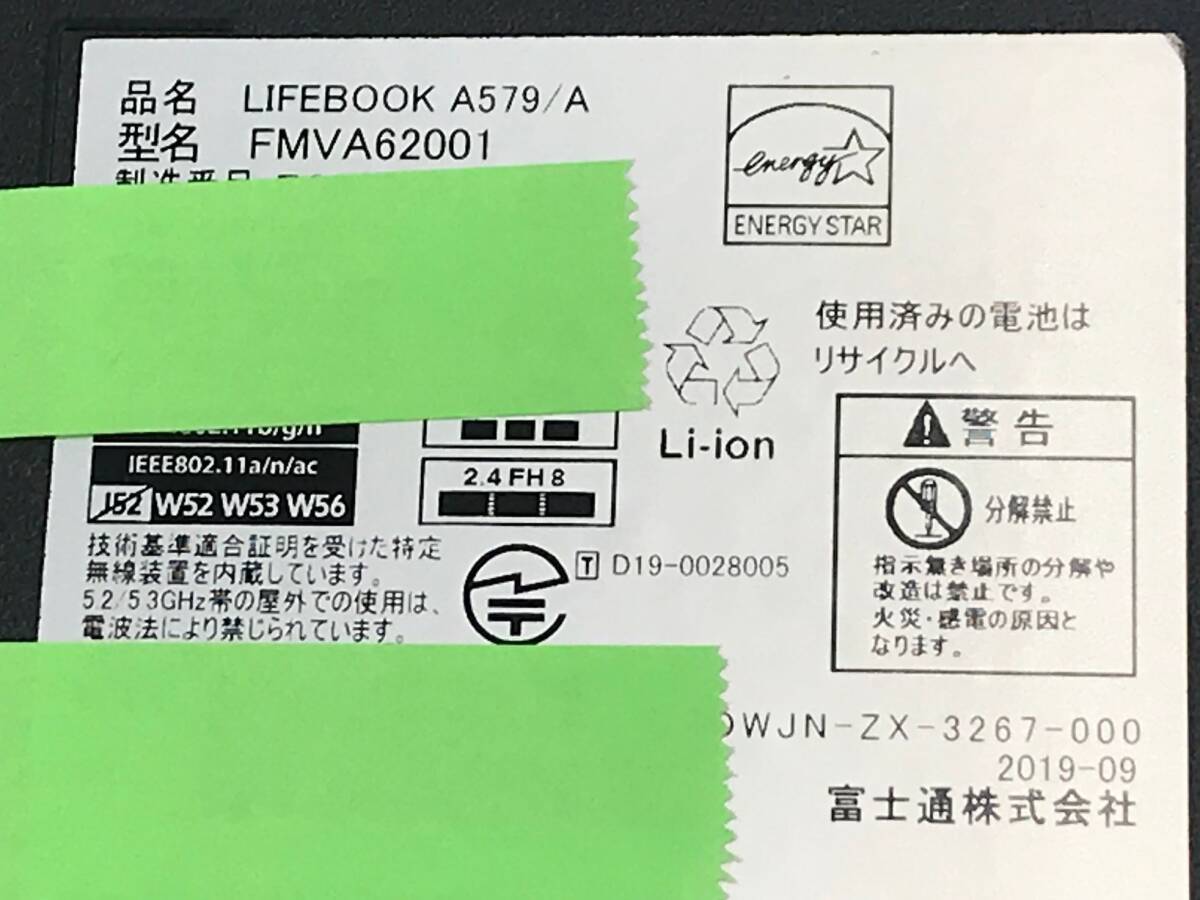 品名 LIFEBOOK A579/A
型名 FMVA62001
製造番号
energy
ENERGY STAR
使用済みの電池は
リサイクルへ
Li-ion
警告
分解禁止
指示無き場所の分解や
改造は禁止です。
火災・感電の原因と
なります。
IEEE802.11a/n/ac
J52 W52 W53 W56
2.4 FH 8
技術基準適合証明を受けた特定
無線装置を内蔵しています。
5.2/5.3GHz帯の屋外での使用は、
電波法により禁じられています。
T D19-0028005
WJN-ZX-3267-000
2019-09
富士通株式会社